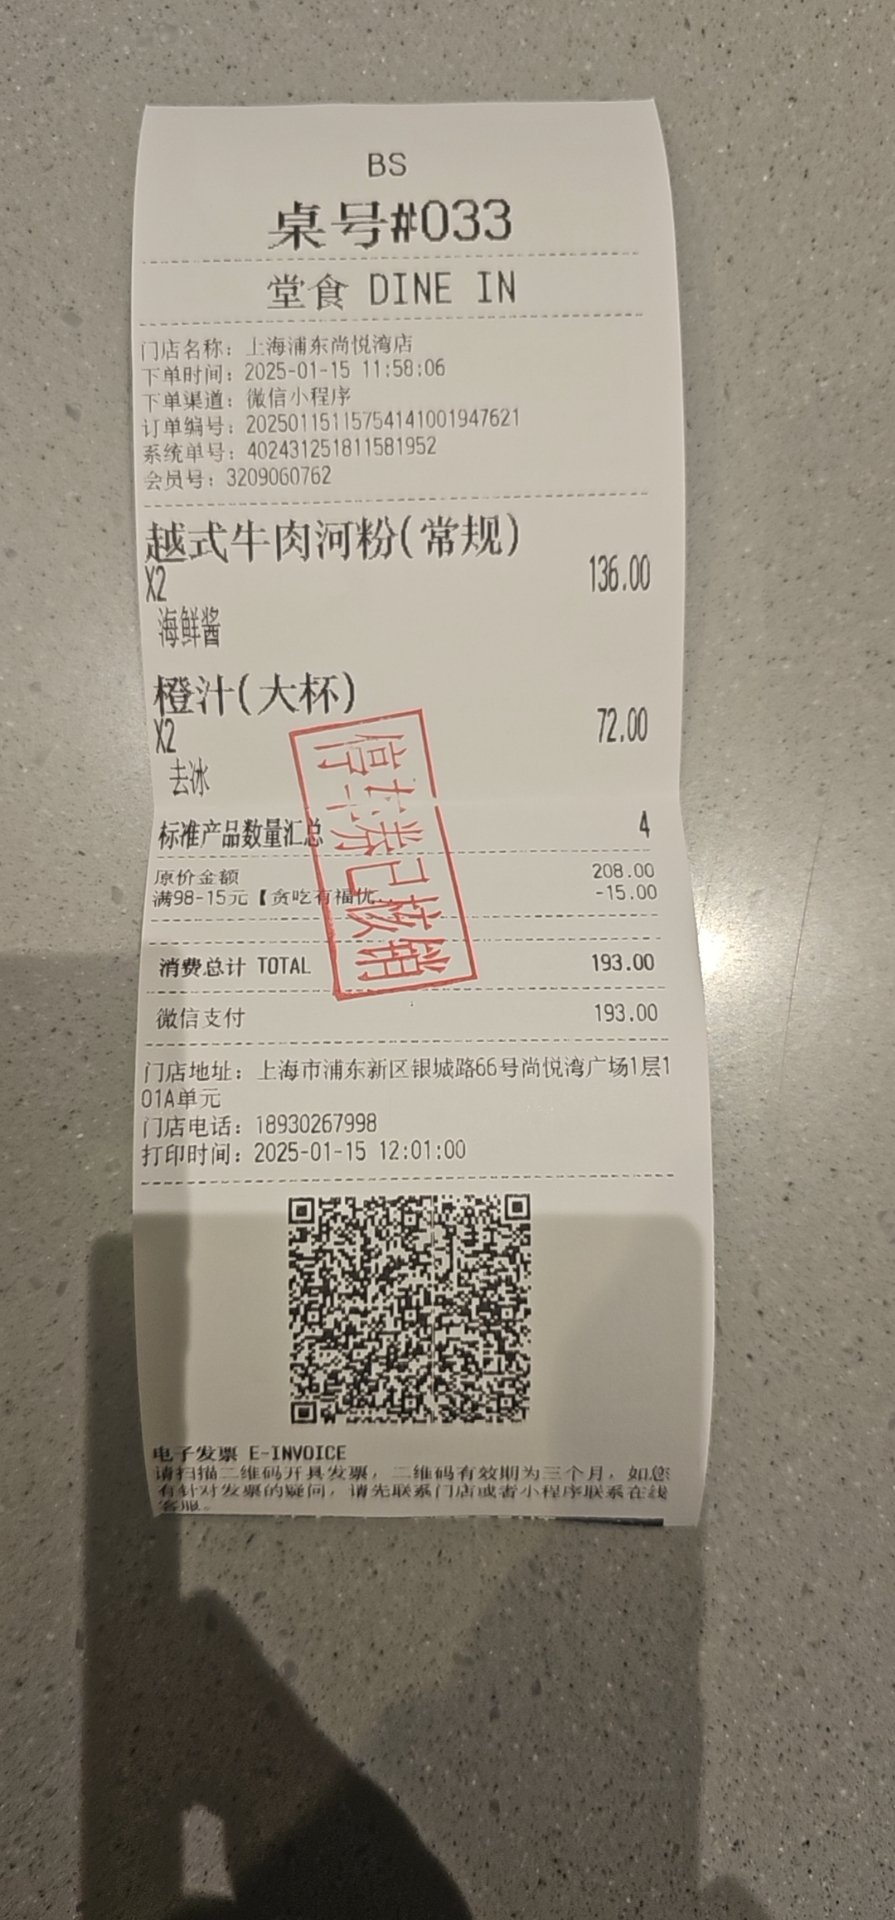 BS
桌号#033
堂食 DINE IN
门店名称：上海浦东尚悦湾店
下单时间：2025-01-15 11:58:06
下单渠道：微信小程序
订单编号：20250115115754141001947621
系统单号：402431251811581952
会员号：3209060762
越式牛肉河粉(常规)
X2 136.00
海鲜酱
橙汁(大杯)
X2 72.00
去冰
停车券已核销
标准产品数量汇总 4
原价金额 208.00
满98-15元【贪吃有福优... -15.00
消费总计 TOTAL 193.00
微信支付 193.00
门店地址：上海市浦东新区银城路66号尚悦湾广场1层1
01A单元
门店电话：18930267998
打印时间：2025-01-15 12:01:00
电子发票 E-INVOICE
请扫描二维码开具发票，二维码有效期为三个月，如您
有针对发票的疑问，请先联系门店或者小程序联系在线
客服。